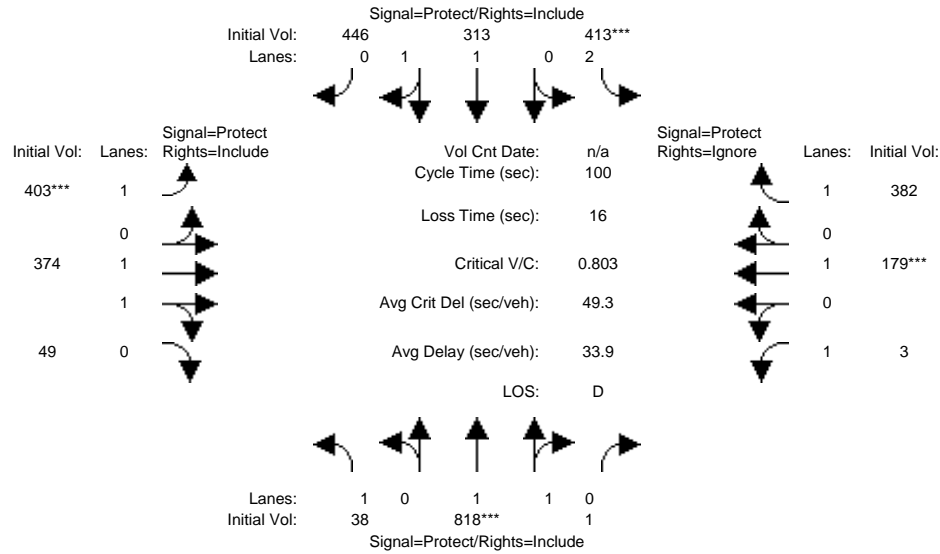 Signal=Protect/Rights=Include
Initial Vol: 446 313 413***
Lanes: 0 1 1 0 2
Signal=Protect
Initial Vol: Lanes: Rights=Include
Vol Cnt Date: n/a
Signal=Protect
Rights=Ignore Lanes: Initial Vol:
Cycle Time (sec): 100
403*** 1
1 382
Loss Time (sec): 16
0
0
374 1
Critical V/C: 0.803
1 179***
1
Avg Crit Del (sec/veh): 49.3
0
49 0
Avg Delay (sec/veh): 33.9
1 3
LOS: D
Lanes: 1 0 1 1 0
Initial Vol: 38 818*** 1
Signal=Protect/Rights=Include